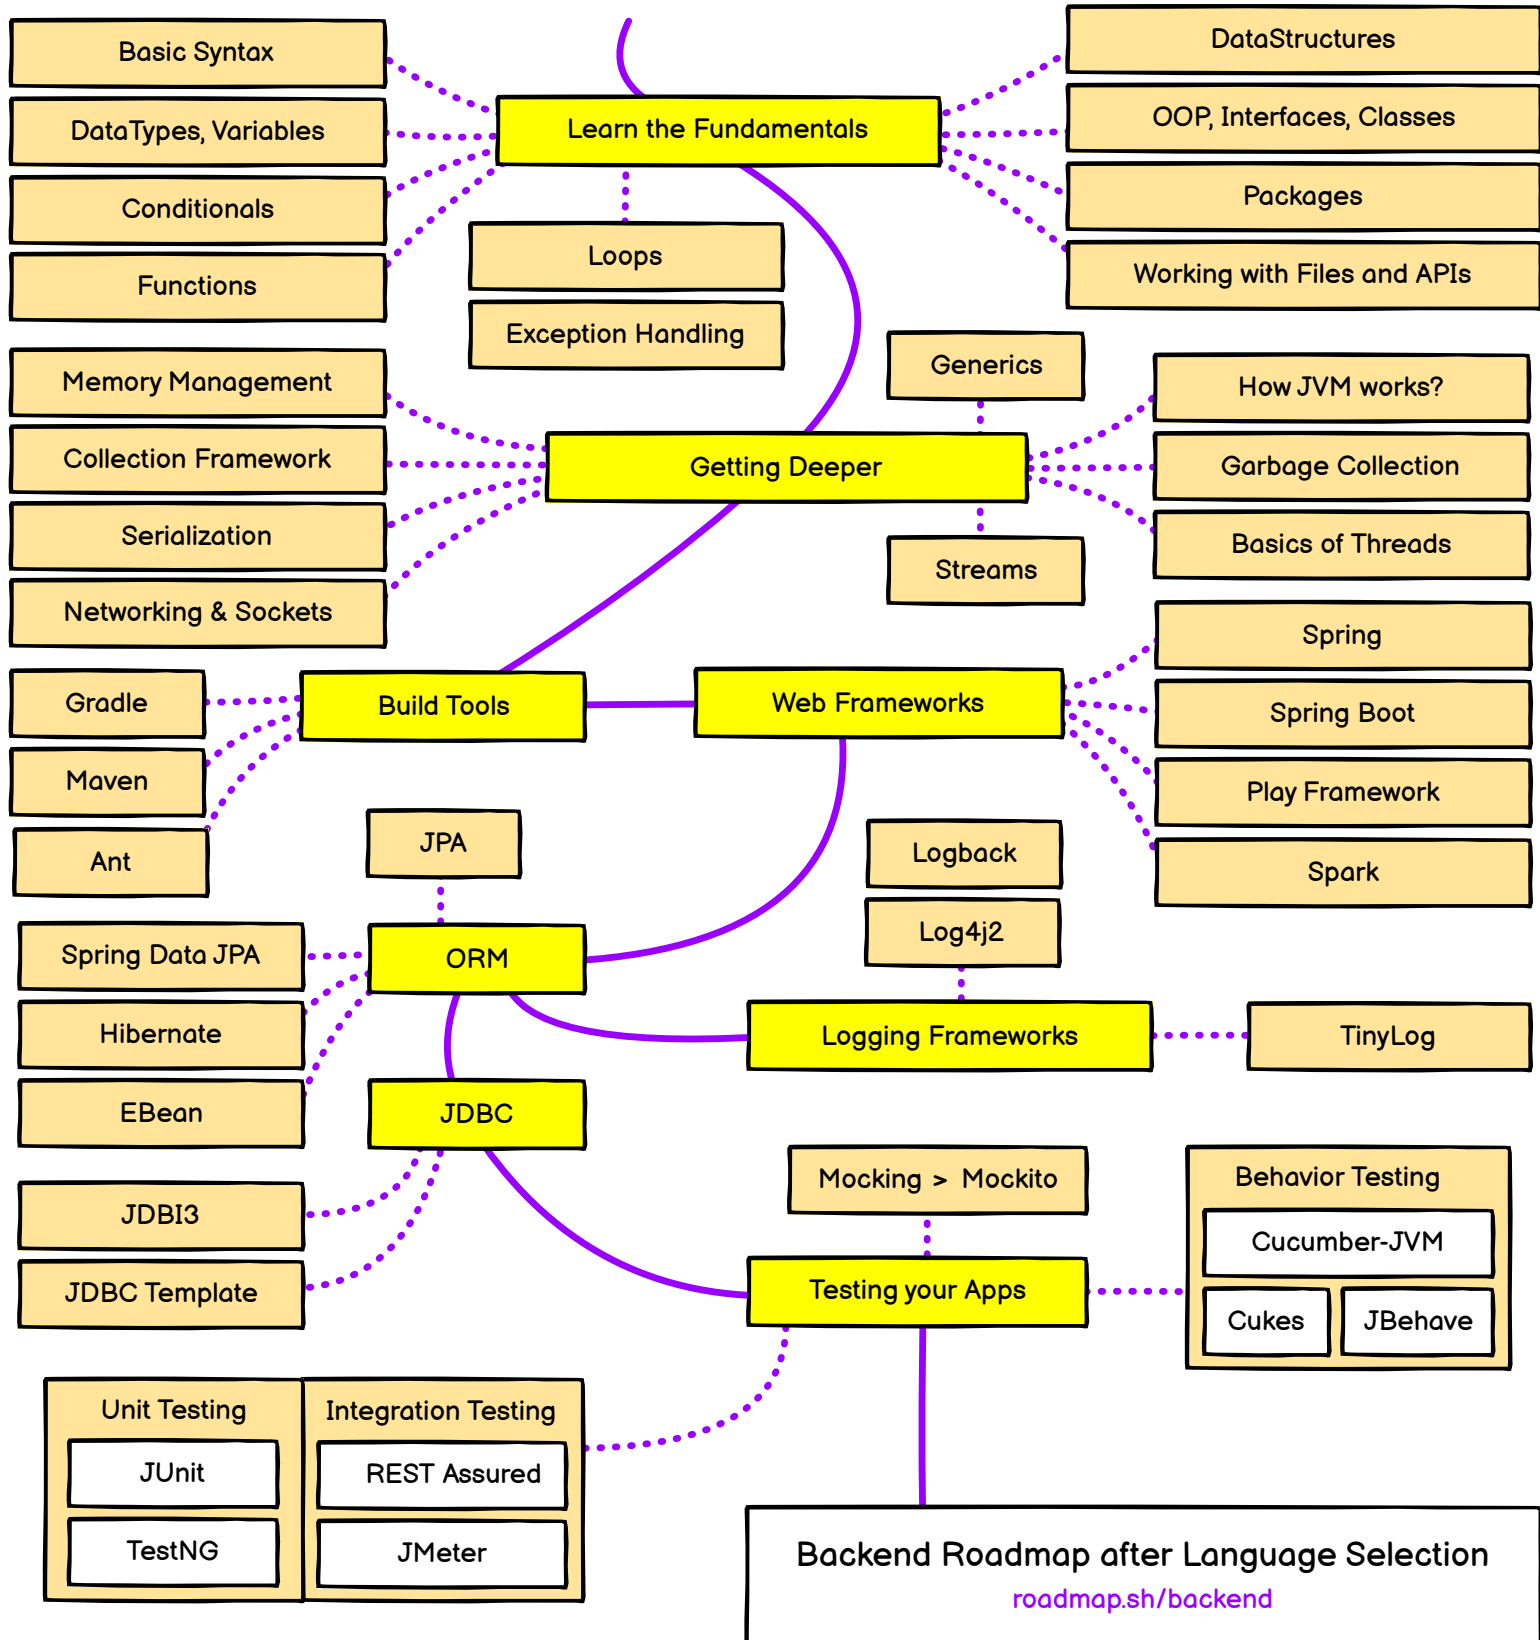 Basic Syntax
DataTypes, Variables
Conditionals
Functions
Learn the Fundamentals
Loops
Exception Handling
DataStructures
OOP, Interfaces, Classes
Packages
Working with Files and APIs
Memory Management
Collection Framework
Serialization
Networking & Sockets
Generics
Getting Deeper
Streams
How JVM works?
Garbage Collection
Basics of Threads
Gradle
Maven
Ant
Build Tools
Web Frameworks
Spring
Spring Boot
Play Framework
Spark
JPA
Spring Data JPA
Hibernate
EBean
ORM
Logback
Log4j2
Logging Frameworks
TinyLog
JDBC
JDBI3
JDBC Template
Mocking > Mockito
Testing your Apps
Behavior Testing
Cucumber-JVM
Cukes
JBehave
Unit Testing
JUnit
TestNG
Integration Testing
REST Assured
JMeter
Backend Roadmap after Language Selection
roadmap.sh/backend